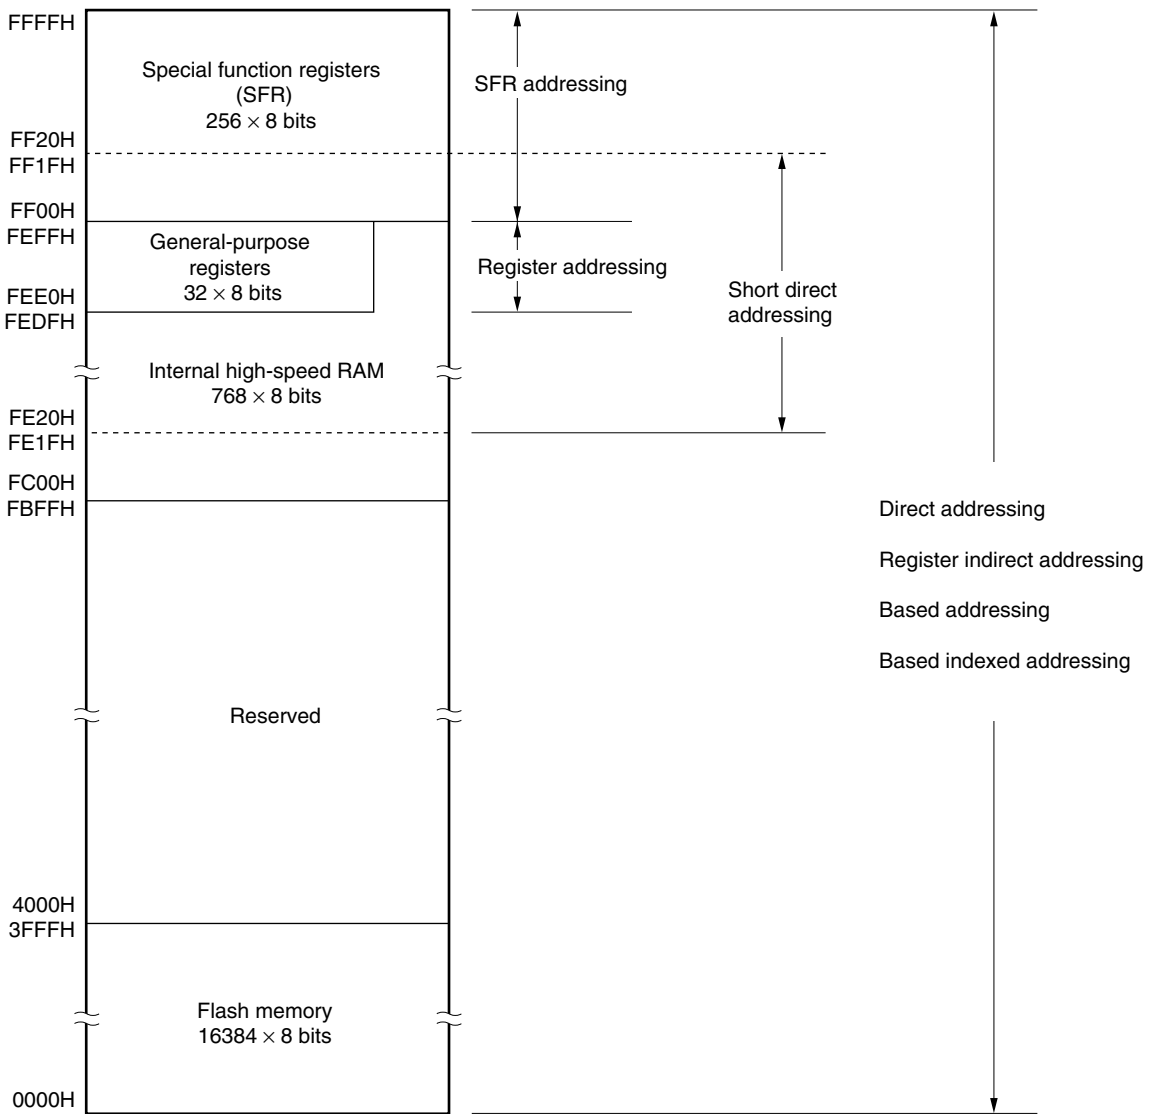 FFFFH
Special function registers
(SFR)
256 × 8 bits
SFR addressing
FF20H
FF1FH
FF00H
FEFFH
General-purpose
registers
32 × 8 bits
Register addressing
Short direct
addressing
FEE0H
FEDFH
Internal high-speed RAM
768 × 8 bits
FE20H
FE1FH
FC00H
FBFFH
Direct addressing
Register indirect addressing
Based addressing
Based indexed addressing
Reserved
4000H
3FFFH
Flash memory
16384 × 8 bits
0000H